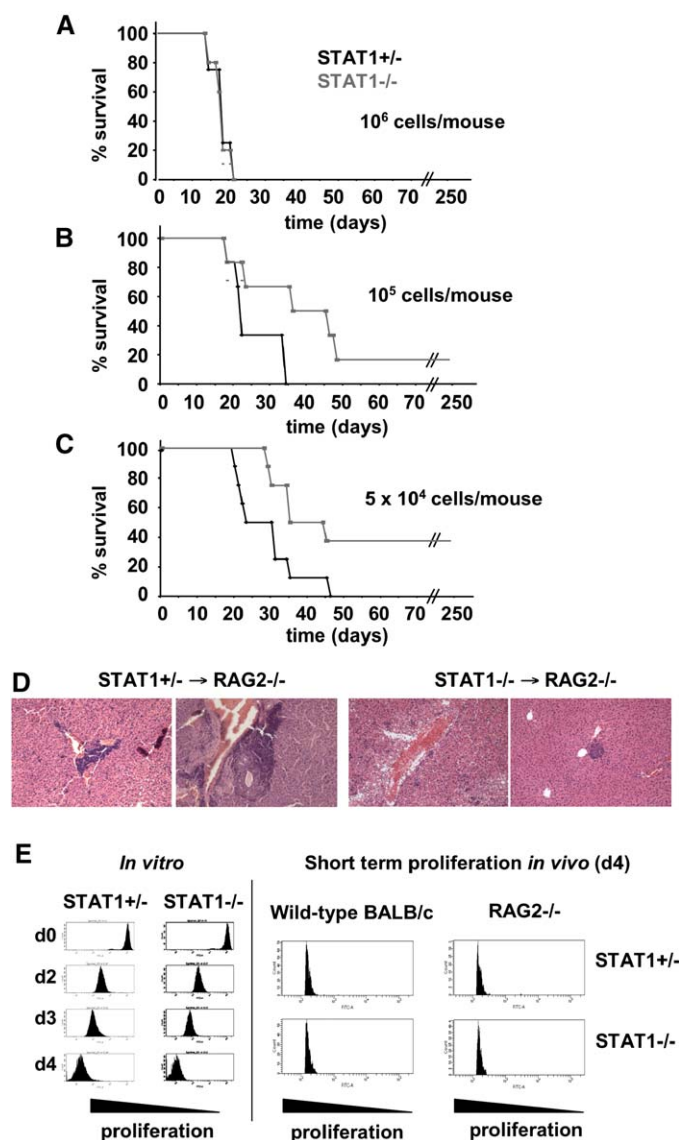 A
100
80
60
40
20
0
% survival
STAT1+/-
STAT1-/-
10⁶ cells/mouse
0 10 20 30 40 50 60 70 250
time (days)
B
100
80
60
40
20
0
% survival
10⁵ cells/mouse
0 10 20 30 40 50 60 70 250
time (days)
C
100
80
60
40
20
0
% survival
5 x 10⁴ cells/mouse
0 10 20 30 40 50 60 70 250
time (days)
D
STAT1+/- → RAG2-/-
STAT1-/- → RAG2-/-
E
In vitro
Short term proliferation in vivo (d4)
STAT1+/- STAT1-/-
Wild-type BALB/c
RAG2-/-
d0
d2
d3
d4
STAT1+/-
STAT1-/-
proliferation
proliferation
proliferation